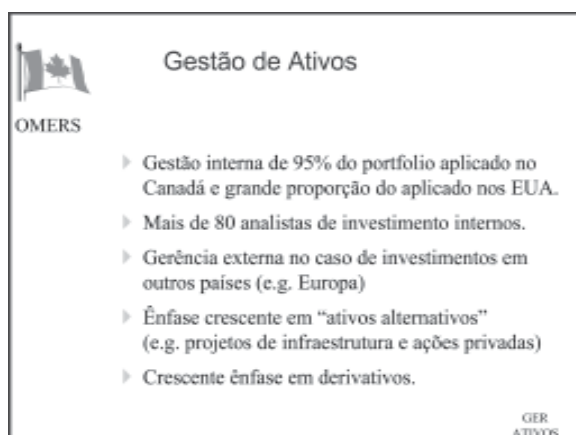 Gestão de Ativos
OMERS
Gestão interna de 95% do portfolio aplicado no
Canadá e grande proporção do aplicado nos EUA.
Mais de 80 analistas de investimento internos.
Gerência externa no caso de investimentos em
outros países (e.g. Europa)
Ênfase crescente em “ativos alternativos”
(e.g. projetos de infraestrutura e ações privadas)
Crescente ênfase em derivativos.
GER
ATIVOS